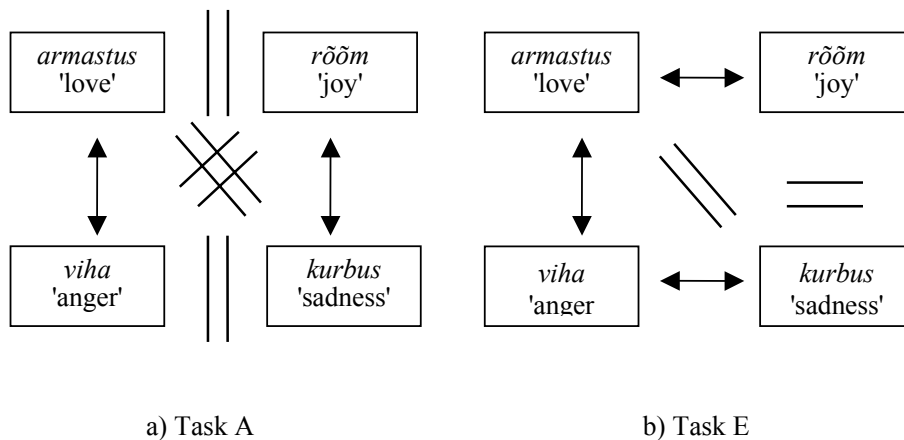 armastus
'love'
rõõm
'joy'
armastus
'love'
rõõm
'joy'
viha
'anger'
kurbus
'sadness'
viha
'anger
kurbus
'sadness'
a) Task A
b) Task E